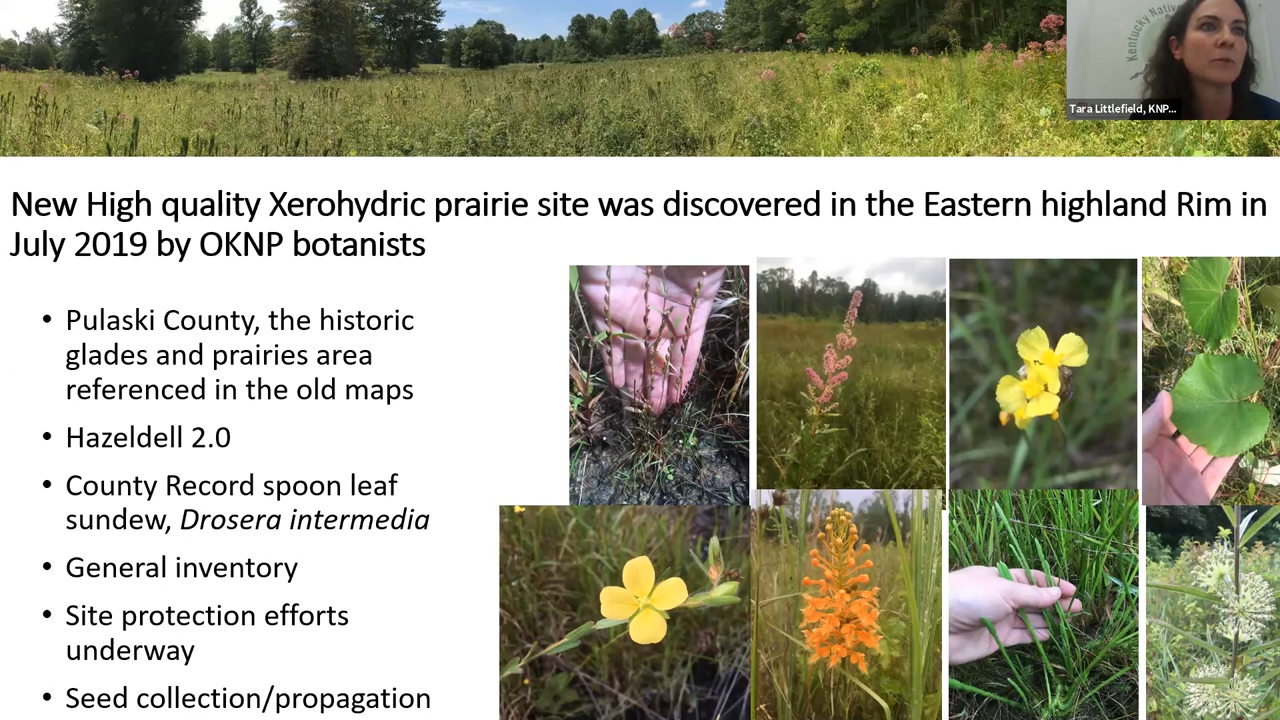 Kentucky Native
Tara Littlefield, KNP...
New High quality Xerohydric prairie site was discovered in the Eastern highland Rim in
July 2019 by OKNP botanists
• Pulaski County, the historic
glades and prairies area
referenced in the old maps
• Hazeldell 2.0
• County Record spoon leaf
sundew, Drosera intermedia
• General inventory
• Site protection efforts
underway
• Seed collection/propagation